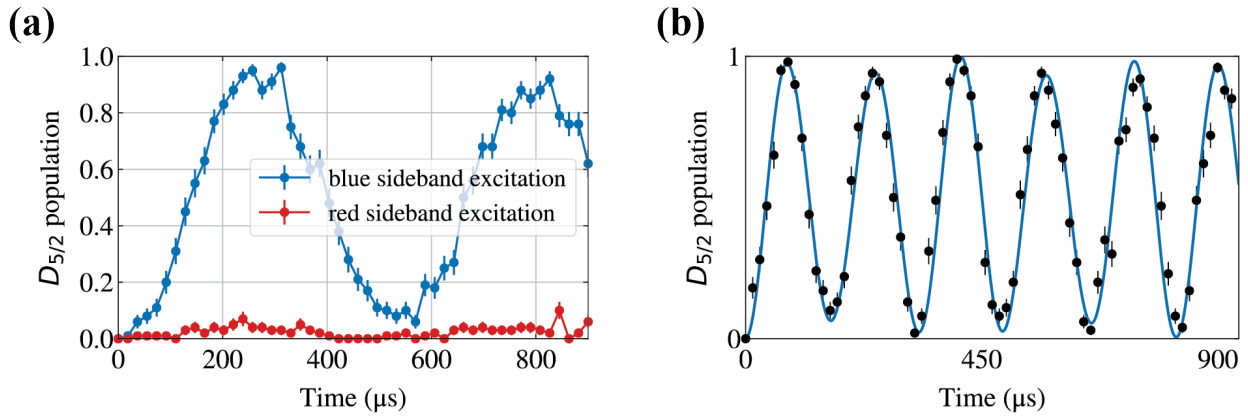 (a)
1.0
0.8
0.6
0.4
0.2
0.0
D5/2 population
blue sideband excitation
red sideband excitation
0 200 400 600 800
Time (μs)
(b)
1
0
D5/2 population
0 450 900
Time (μs)